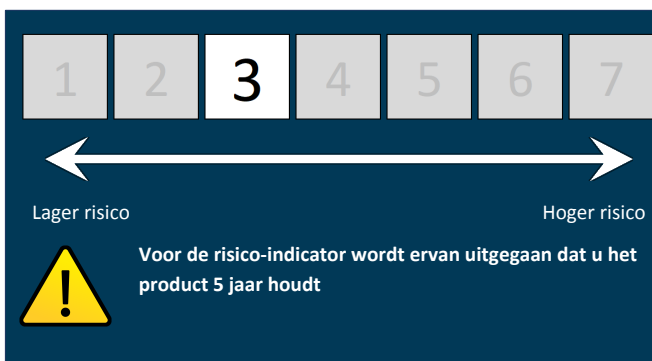 1 2 3 4 5 6 7
Lager risico Hoger risico
Voor de risico-indicator wordt ervan uitgegaan dat u het
product 5 jaar houdt